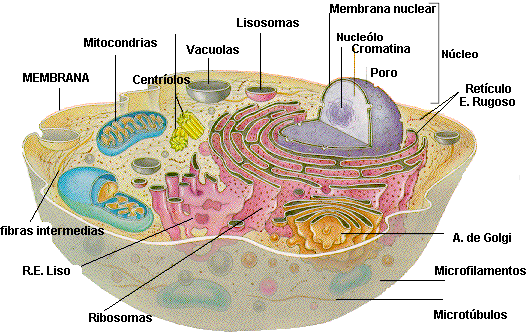 Membrana nuclear
Lisosomas
Mitocondrias
Nucleólo
Cromatina
Vacuolas
Núcleo
Poro
MEMBRANA
Centríolos
Retículo
E. Rugoso
fibras intermedias
A. de Golgi
R.E. Liso
Microfilamentos
Ribosomas
Microtúbulos